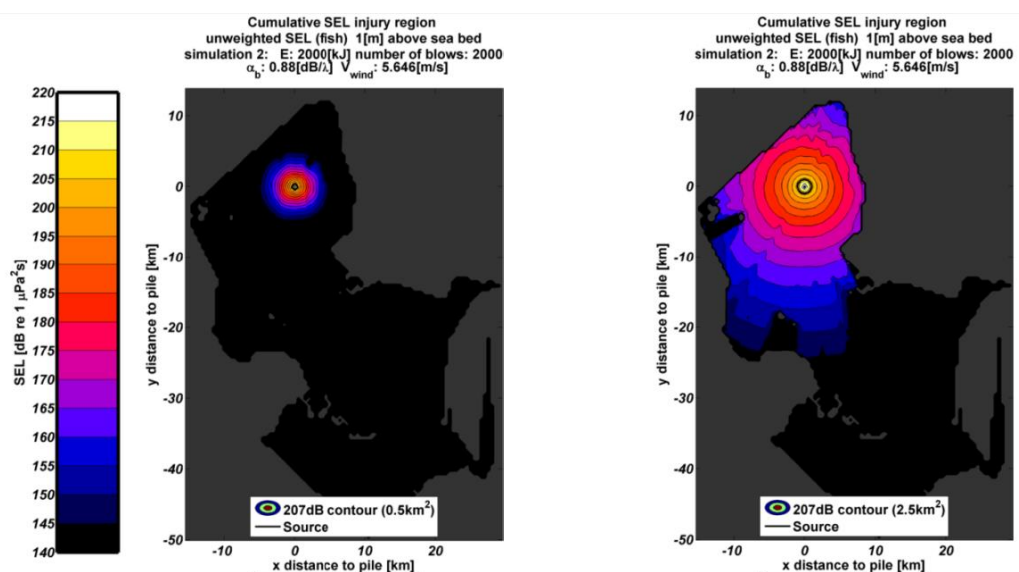 Cumulative SEL injury region
unweighted SEL (fish) 1[m] above sea bed
simulation 2: E: 2000[kJ] number of blows: 2000
αb: 0.88[dB/λ] Vwind: 5.646[m/s]
Cumulative SEL injury region
unweighted SEL (fish) 1[m] above sea bed
simulation 2: E: 2000[kJ] number of blows: 2000
αb: 0.88[dB/λ] Vwind: 5.646[m/s]
SEL [dB re 1 μPa²s]
220
215
210
205
200
195
190
185
180
175
170
165
160
155
150
145
140
y distance to pile [km]
10
0
-10
-20
-30
-40
-50
207dB contour (0.5km²)
Source
-10
0
10
20
x distance to pile [km]
y distance to pile [km]
10
0
-10
-20
-30
-40
-50
207dB contour (2.5km²)
Source
-10
0
10
20
x distance to pile [km]